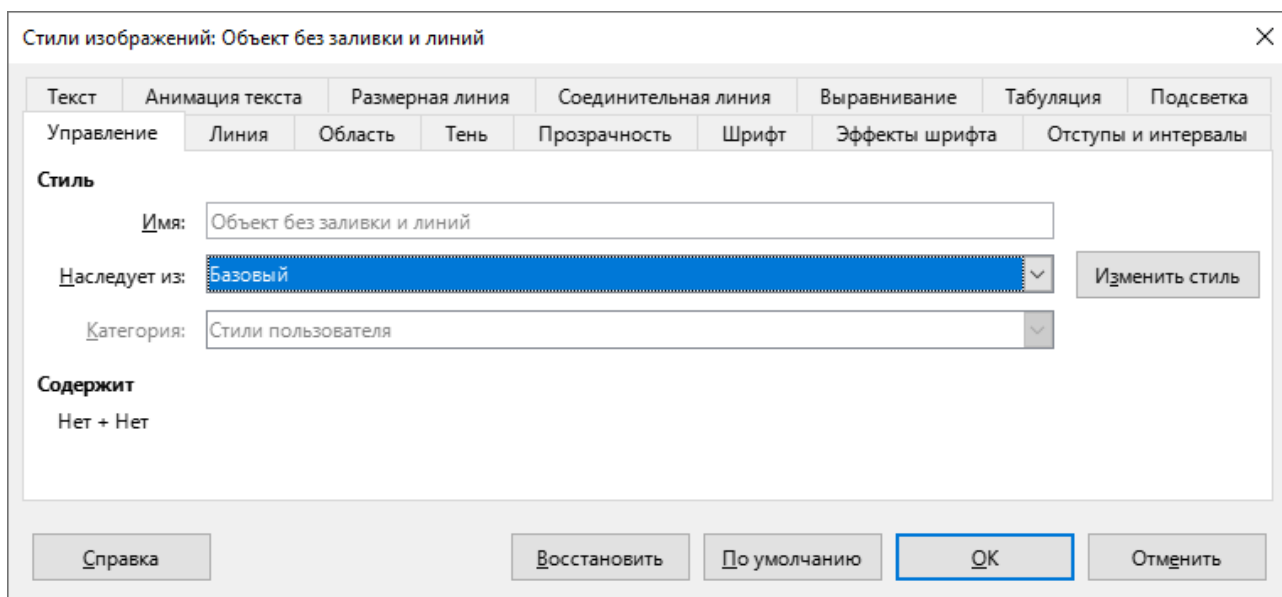 Стили изображений: Объект без заливки и линий
Текст Анимация текста Размерная линия Соединительная линия Выравнивание Табуляция Подсветка
Управление Линия Область Тень Прозрачность Шрифт Эффекты шрифта Отступы и интервалы
Стиль
Имя: Объект без заливки и линий
Наследует из: Базовый Изменить стиль
Категория: Стили пользователя
Содержит
Нет + Нет
Справка Восстановить По умолчанию OK Отменить